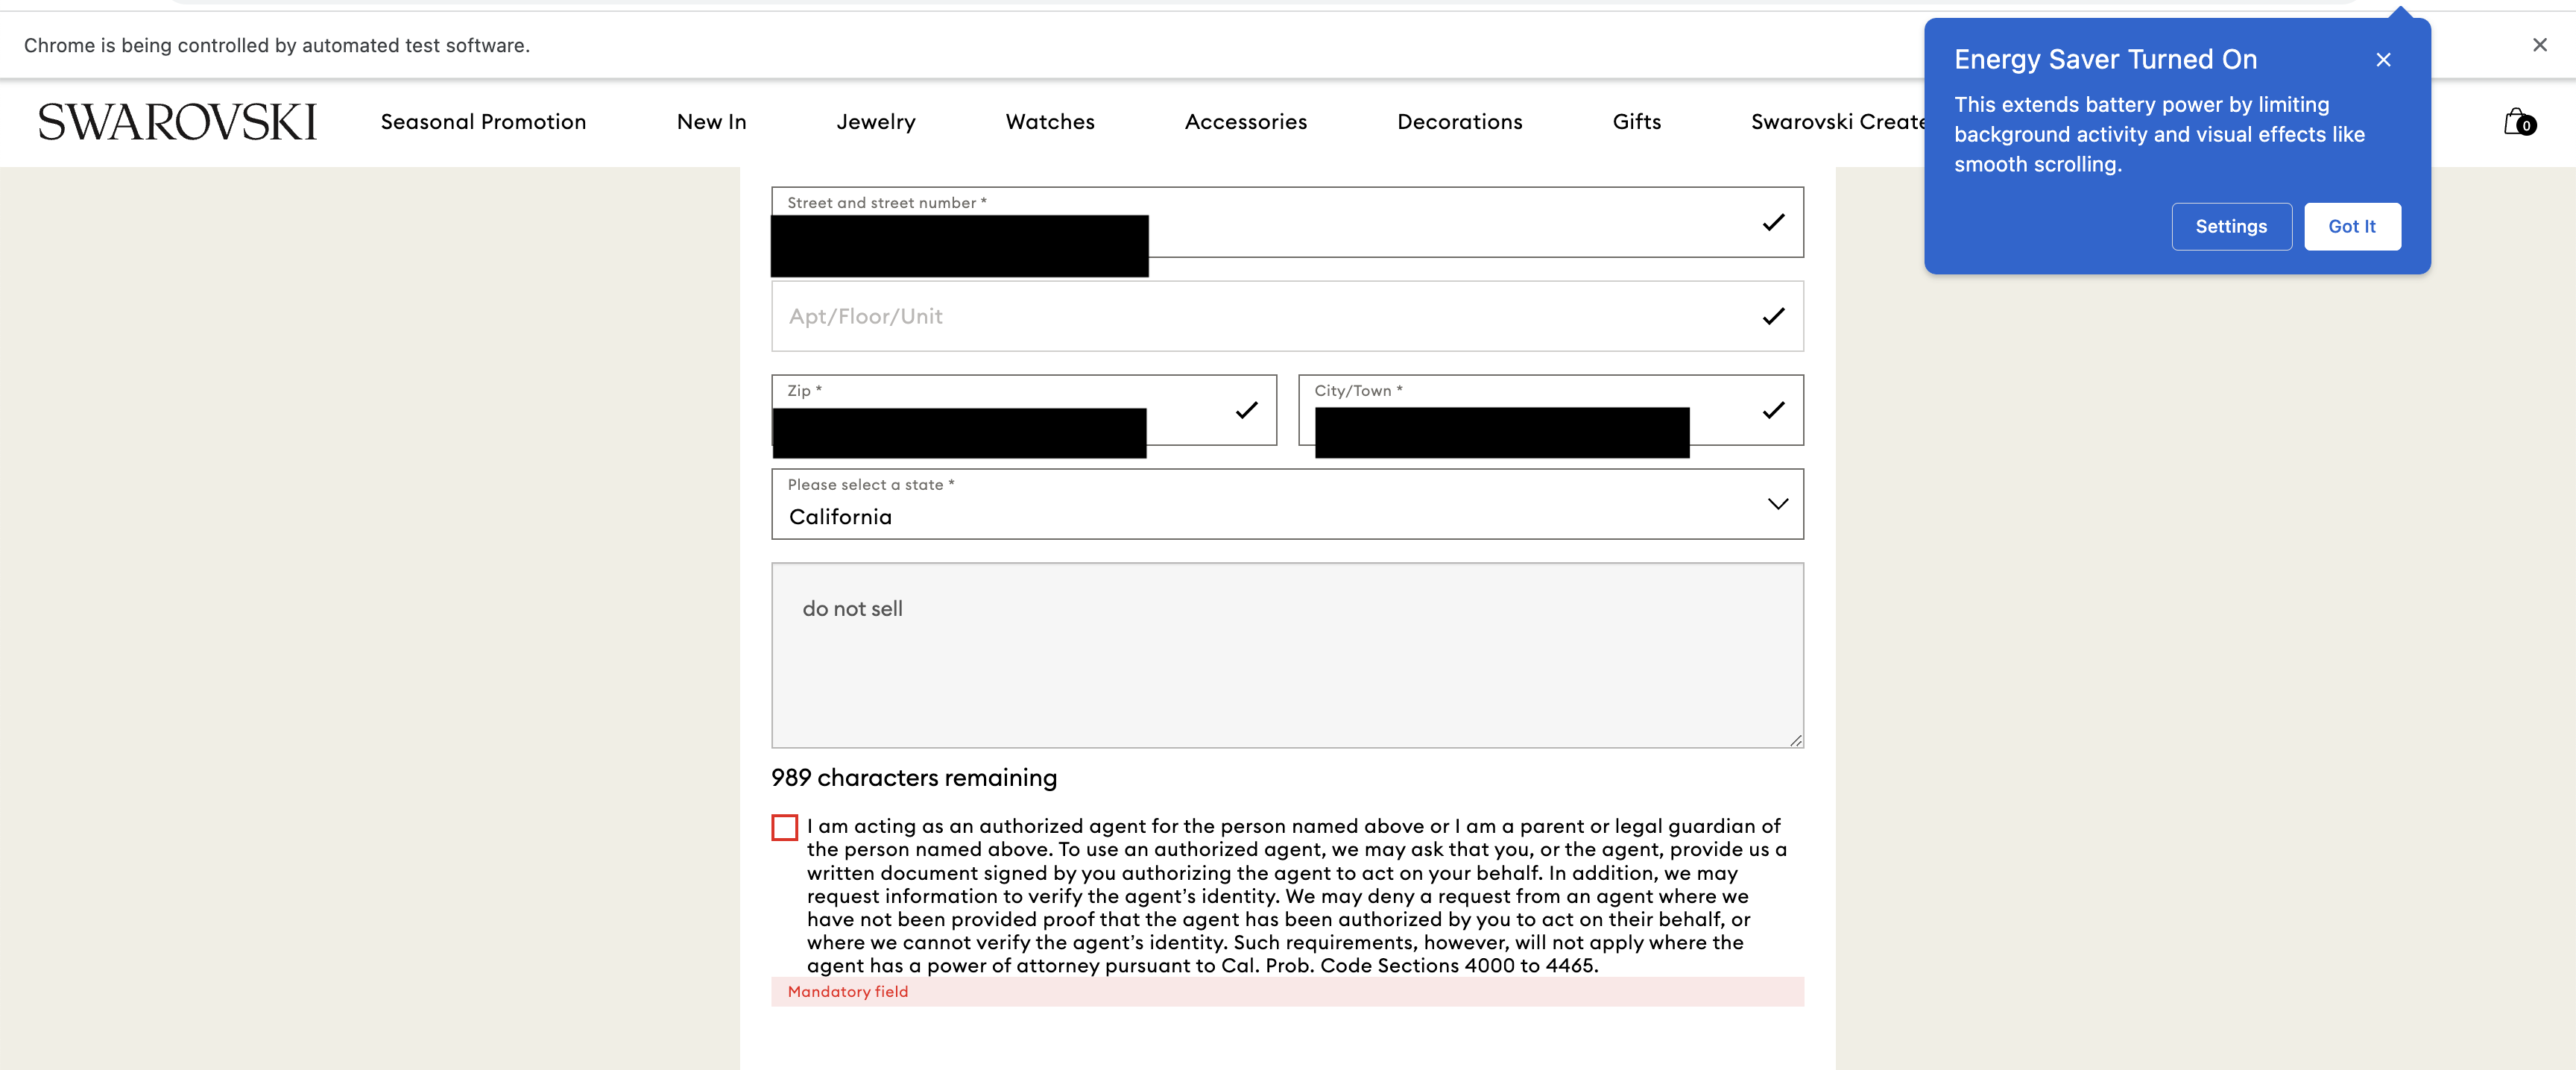 Chrome is being controlled by automated test software.
Energy Saver Turned On
This extends battery power by limiting
background activity and visual effects like
smooth scrolling.
Settings
Got It
SWAROVSKI
Seasonal Promotion
New In
Jewelry
Watches
Accessories
Decorations
Gifts
Swarovski Create
0
Street and street number *
Apt/Floor/Unit
Zip *
City/Town *
Please select a state *
California
do not sell
989 characters remaining
I am acting as an authorized agent for the person named above or I am a parent or legal guardian of
the person named above. To use an authorized agent, we may ask that you, or the agent, provide us a
written document signed by you authorizing the agent to act on your behalf. In addition, we may
request information to verify the agent’s identity. We may deny a request from an agent where we
have not been provided proof that the agent has been authorized by you to act on their behalf, or
where we cannot verify the agent’s identity. Such requirements, however, will not apply where the
agent has a power of attorney pursuant to Cal. Prob. Code Sections 4000 to 4465.
Mandatory field